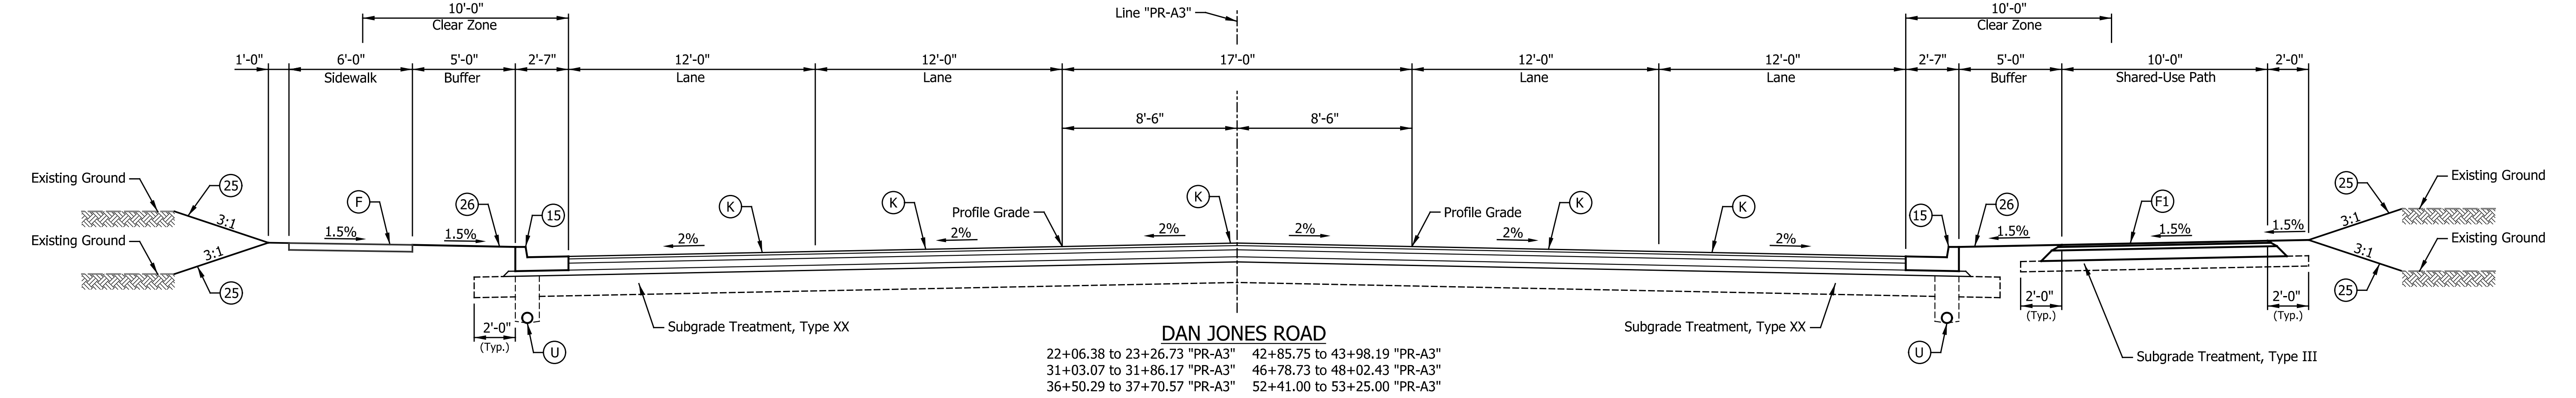 10'-0"
Clear Zone
Line "PR-A3"
10'-0"
Clear Zone
1'-0"
6'-0"
Sidewalk
5'-0"
Buffer
2'-7"
12'-0"
Lane
12'-0"
Lane
17'-0"
12'-0"
Lane
12'-0"
Lane
2'-7"
5'-0"
Buffer
10'-0"
Shared-Use Path
2'-0"
8'-6"
8'-6"
Existing Ground
25
3:1
Existing Ground
3:1
25
F
1.5%
26
1.5%
15
K
2%
K
2%
Profile Grade
K
2%
2%
Profile Grade
K
2%
K
2%
15
26
1.5%
F1
1.5%
1.5%
25
3:1
Existing Ground
3:1
Existing Ground
25
2'-0"
(Typ.)
U
Subgrade Treatment, Type XX
Subgrade Treatment, Type XX
U
2'-0"
(Typ.)
2'-0"
(Typ.)
Subgrade Treatment, Type III
DAN JONES ROAD
22+06.38 to 23+26.73 "PR-A3" 42+85.75 to 43+98.19 "PR-A3"
31+03.07 to 31+86.17 "PR-A3" 46+78.73 to 48+02.43 "PR-A3"
36+50.29 to 37+70.57 "PR-A3" 52+41.00 to 53+25.00 "PR-A3"